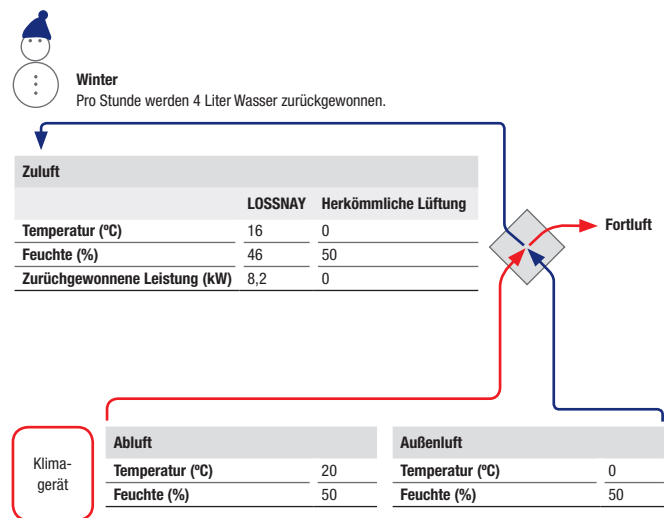 Winter
Pro Stunde werden 4 Liter Wasser zurückgewonnen.
Zuluft
LOSSNAY Herkömmliche Lüftung
Temperatur (ºC) 16 0
Feuchte (%) 46 50
Zurüchgewonnene Leistung (kW) 8,2 0
Fortluft
Klima-
gerät
Abluft
Temperatur (ºC) 20
Feuchte (%) 50
Außenluft
Temperatur (ºC) 0
Feuchte (%) 50